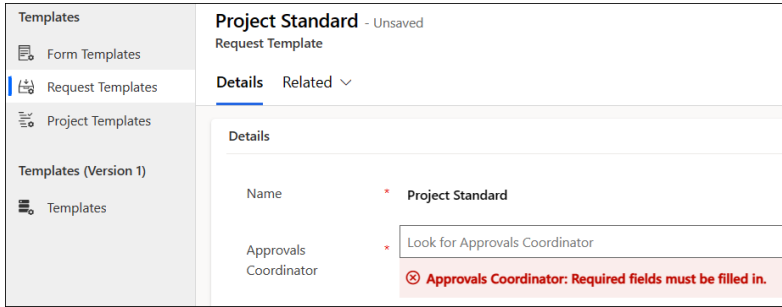 Templates
Form Templates
Request Templates
Project Templates
Templates (Version 1)
Templates
Project Standard - Unsaved
Request Template
Details Related
Details
Name * Project Standard
Approvals Coordinator * Look for Approvals Coordinator
Approvals Coordinator: Required fields must be filled in.